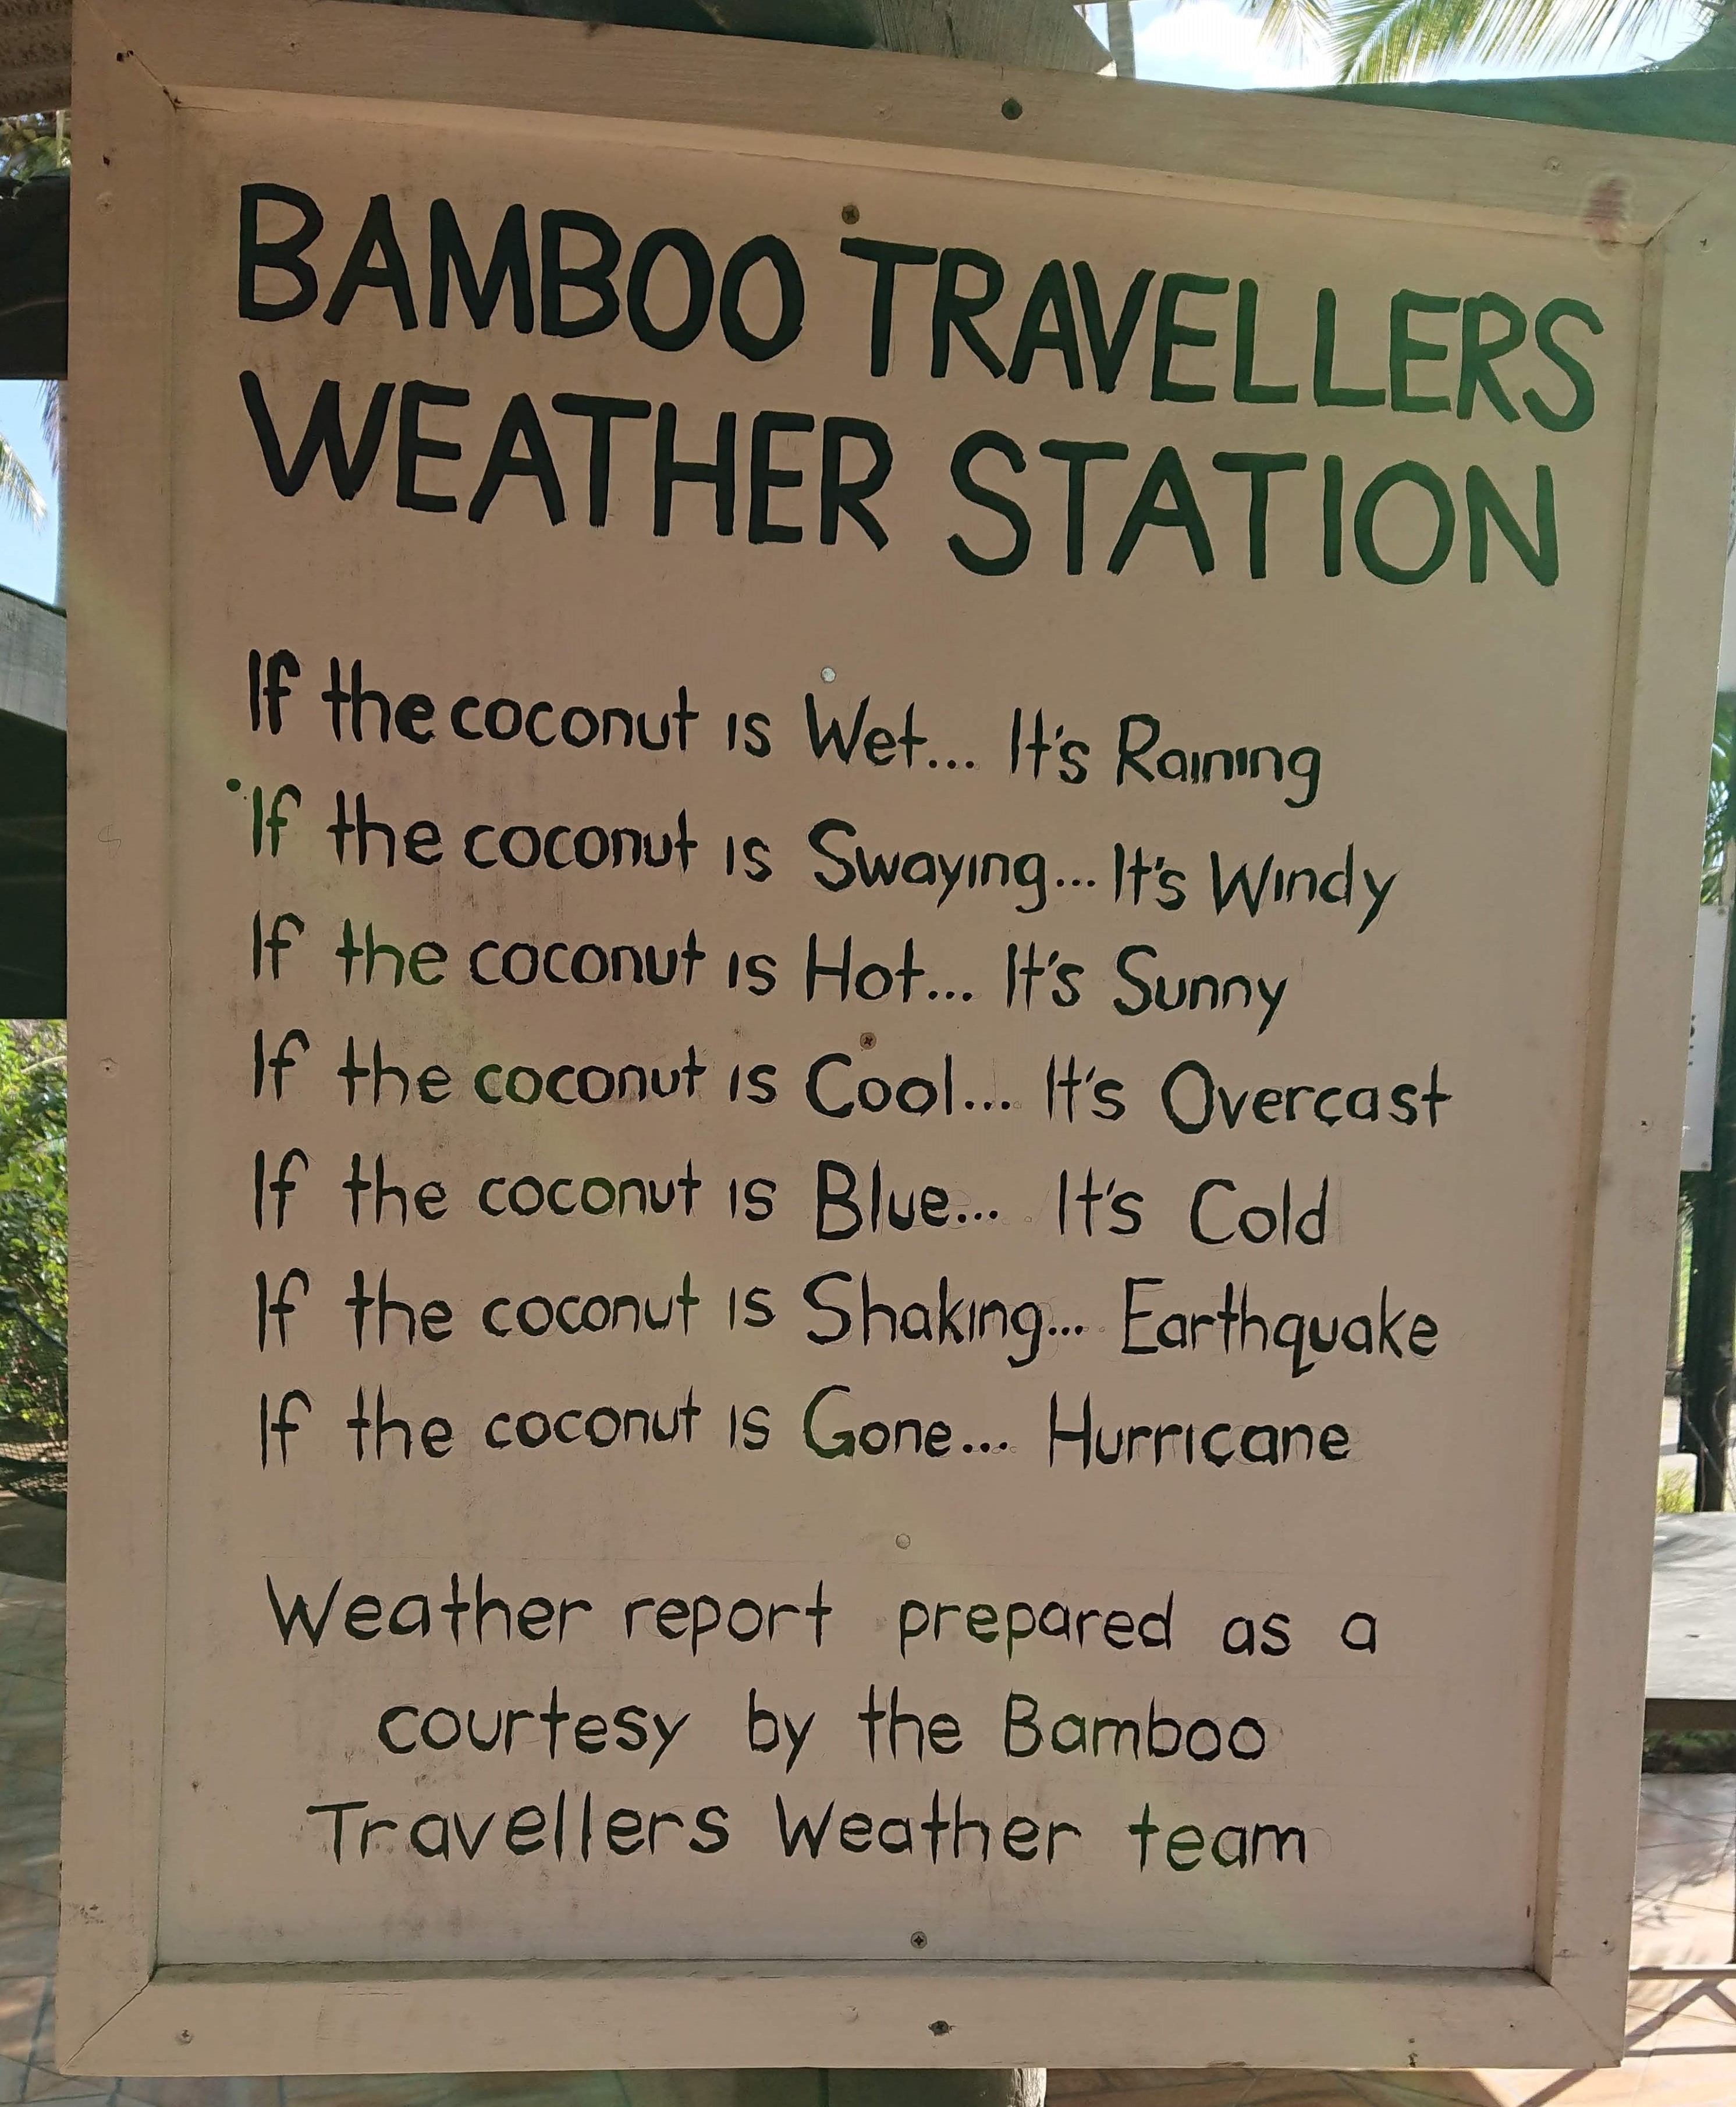 BAMBOO TRAVELLERS
WEATHER STATION
If the coconut is Wet... It's Raining
If the coconut is Swaying... It's Windy
If the coconut is Hot... It's Sunny
If the coconut is Cool... It's Overcast
If the coconut is Blue... It's Cold
If the coconut is Shaking... Earthquake
If the coconut is Gone... Hurricane
Weather report prepared as a
courtesy by the Bamboo
Travellers Weather team